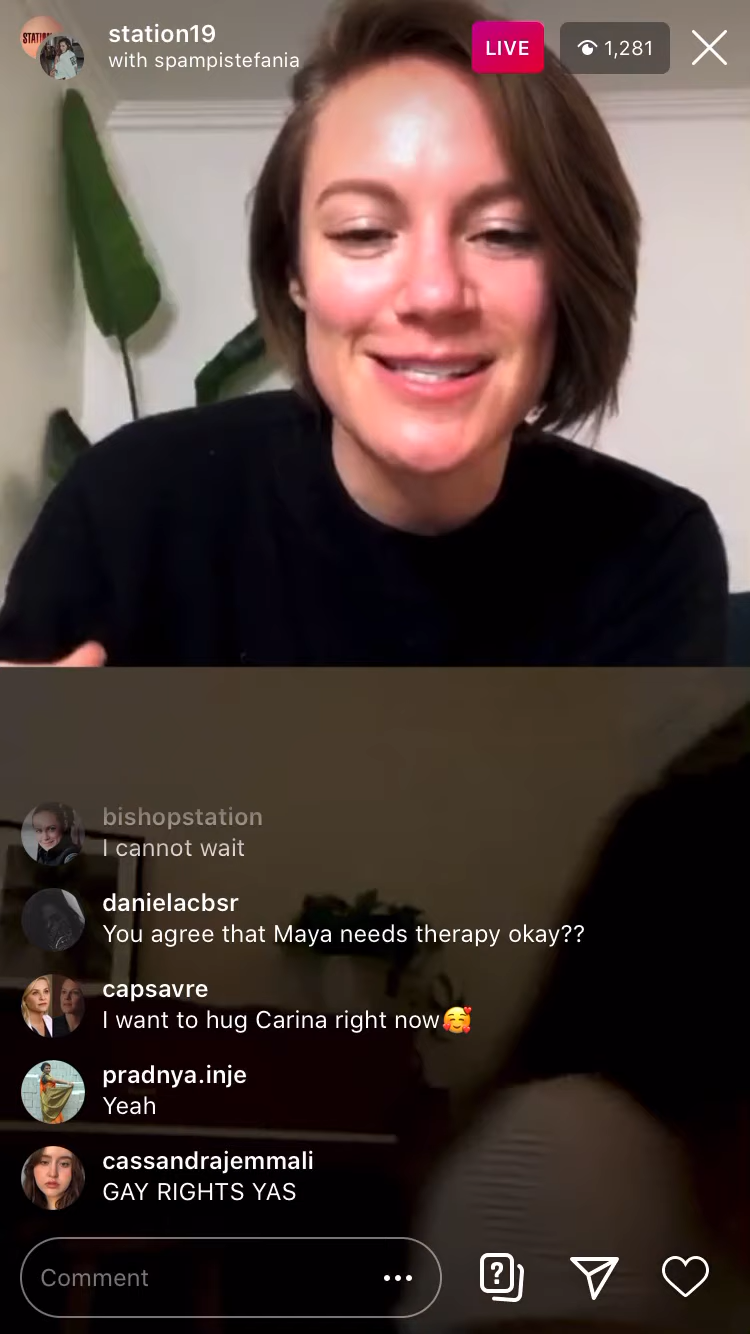 station19
with spampistefania
LIVE
1,281
bishopstation
I cannot wait
danielacbsr
You agree that Maya needs therapy okay??
capsavre
I want to hug Carina right now🥰
pradnya.inje
Yeah
cassandrajemmali
GAY RIGHTS YAS
Comment
?